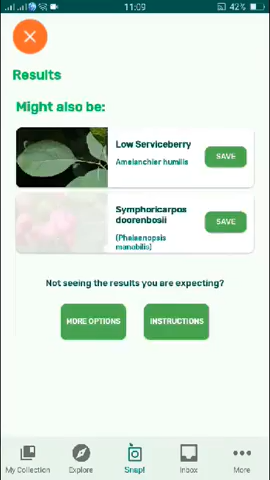 11:09
42%
Results
Might also be:
Low Serviceberry
Amelanchier humilis
SAVE
Symphoricarpos
doorenbosii
(Phalaenopsis
manabilis)
SAVE
Not seeing the results you are expecting?
MORE OPTIONS
INSTRUCTIONS
My Collection
Explore
Snap!
Inbox
More